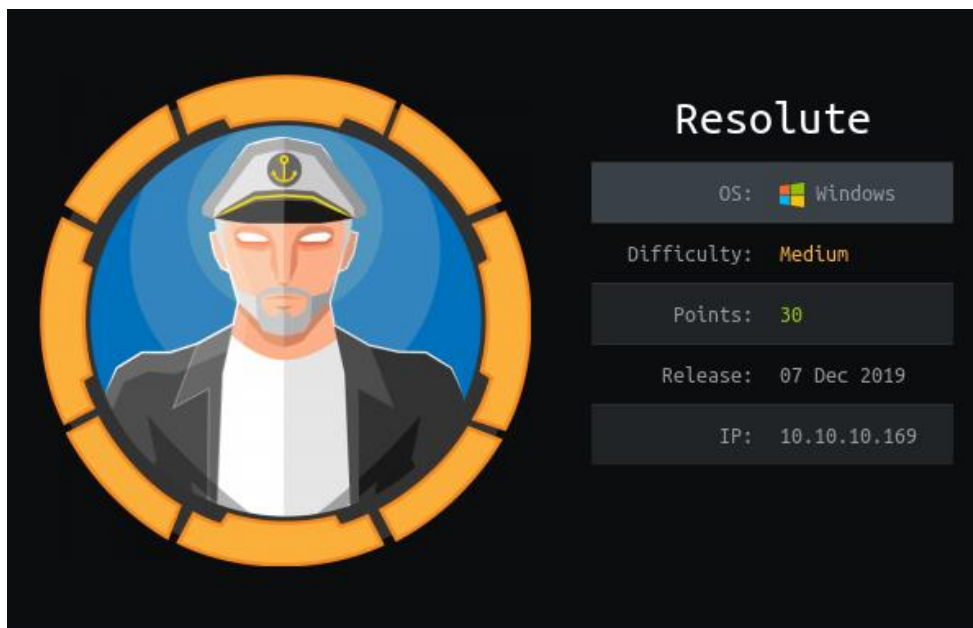 Resolute
OS: Windows
Difficulty: Medium
Points: 30
Release: 07 Dec 2019
IP: 10.10.10.169